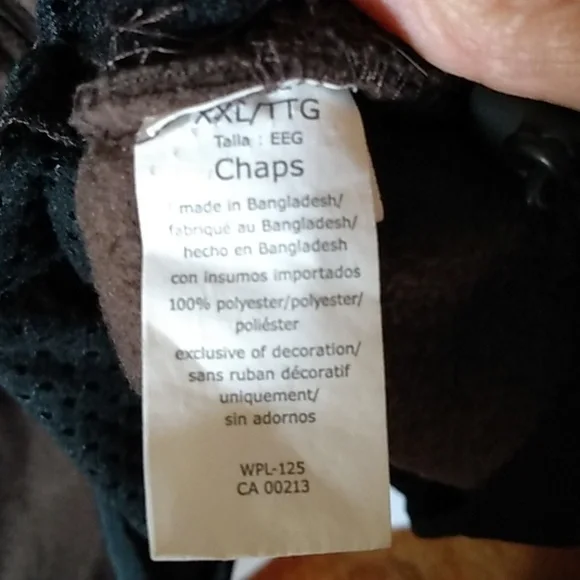 XXL/TTG
Talla : EEG
Chaps
made in Bangladesh/
fabriqué au Bangladesh/
hecho en Bangladesh
con insumos importados
100% polyester/polyester/
poliéster
exclusive of decoration/
sans ruban décoratif
uniquement/
sin adornos
WPL-125
CA 00213